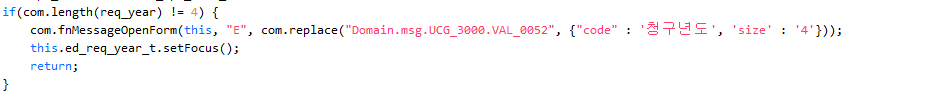 if(com.length(req_year) != 4) {
com.fnMessageOpenForm(this, "E", com.replace("Domain.msg.UCG_3000.VAL_0052", {"code" : '청구년도', 'size' : '4'}));
this.ed_req_year_t.setFocus();
return;
}